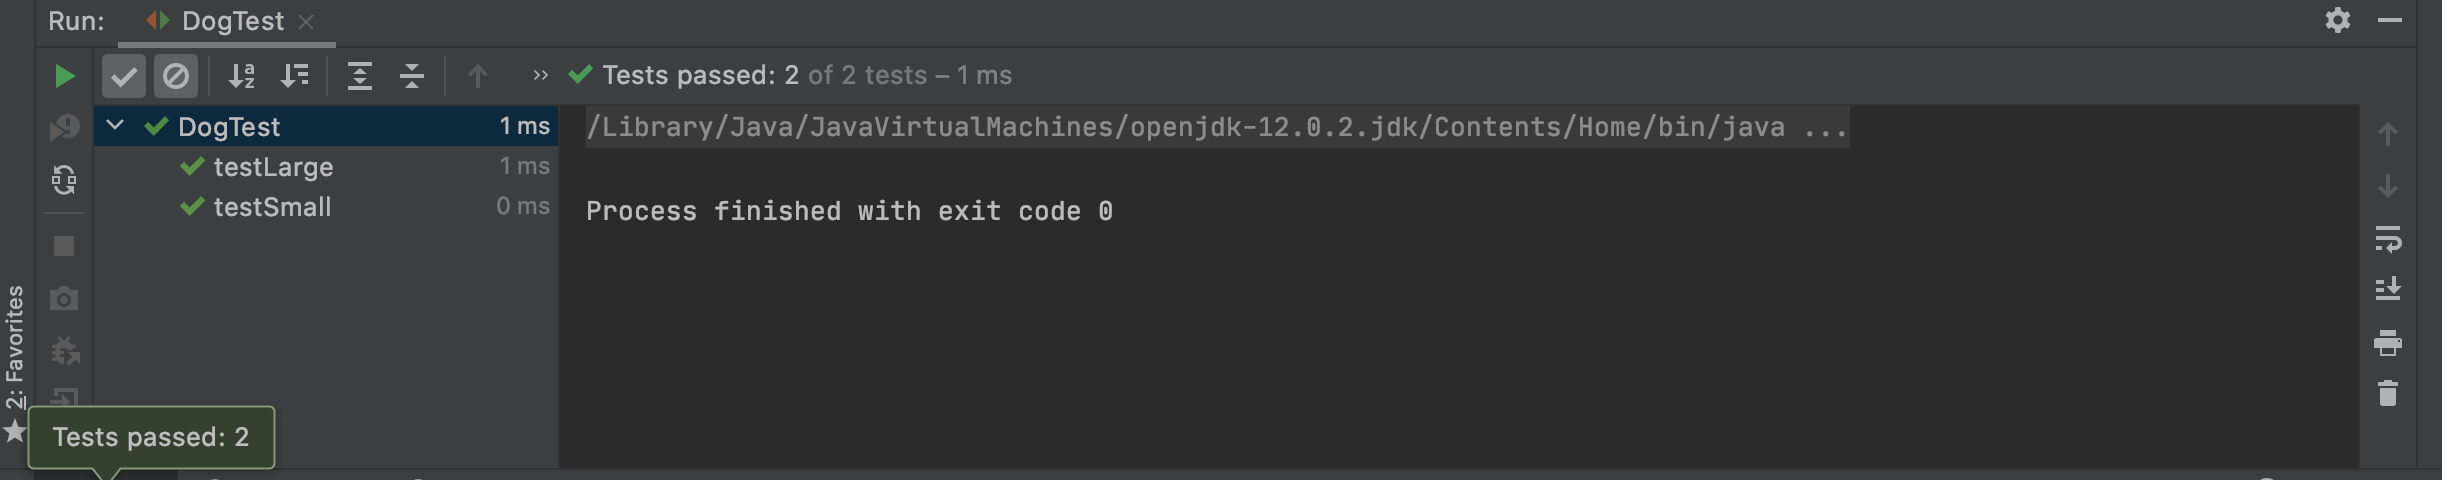 Run: DogTest
Tests passed: 2 of 2 tests – 1 ms
DogTest 1 ms
testLarge 1 ms
testSmall 0 ms
/Library/Java/JavaVirtualMachines/openjdk-12.0.2.jdk/Contents/Home/bin/java ...
Process finished with exit code 0
2: Favorites
Tests passed: 2